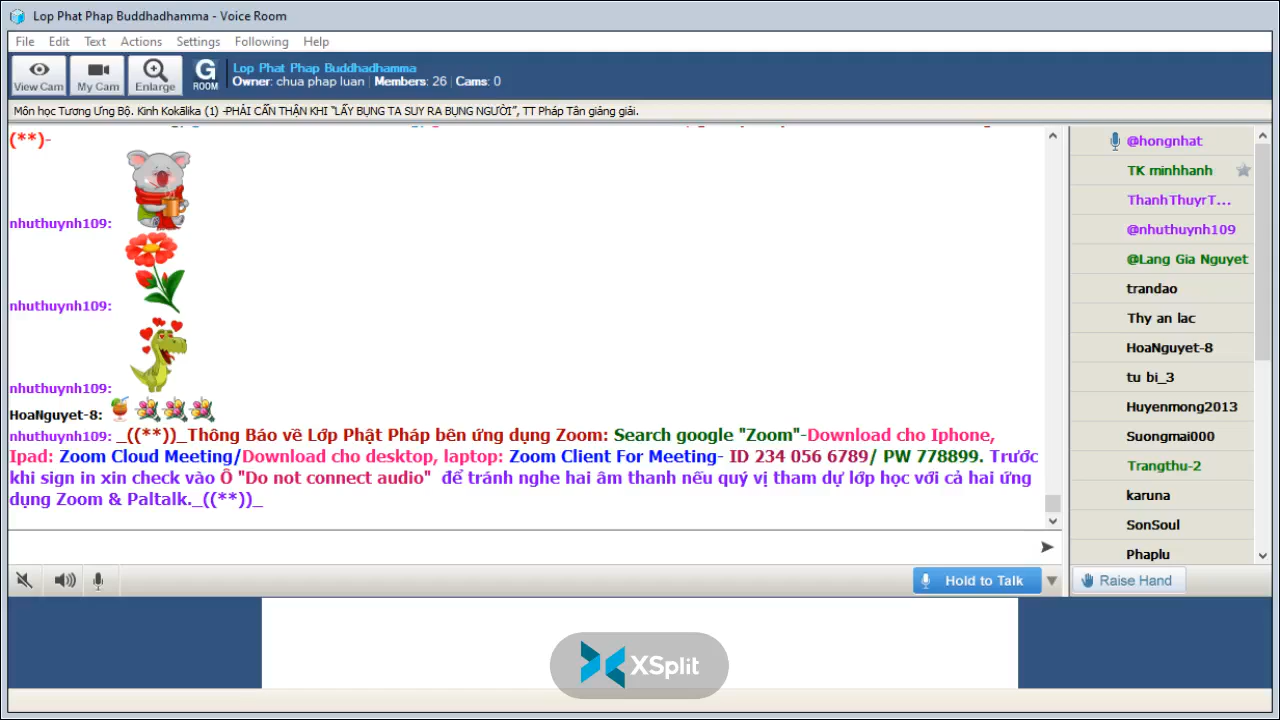 Lop Phat Phap Buddhadhamma - Voice Room
File Edit Text Actions Settings Following Help
View Cam My Cam Enlarge G ROOM
Lop Phat Phap Buddhadhamma
Owner: chua phap luan Members: 26 Cams: 0
Môn học Tương Ưng Bộ. Kinh Kokālika (1) -PHẢI CẨN THẬN KHI "LẤY BỤNG TA SUY RA BỤNG NGƯỜI”, TT Pháp Tân giảng giải.
(**)-
nhuthuynh109:
nhuthuynh109:
nhuthuynh109:
HoaNguyet-8:
nhuthuynh109: _((**))_Thông Báo về Lớp Phật Pháp bên ứng dụng Zoom: Search google "Zoom"-Download cho Iphone,
Ipad: Zoom Cloud Meeting/Download cho desktop, laptop: Zoom Client For Meeting- ID 234 056 6789/ PW 778899. Trước
khi sign in xin check vào Ô "Do not connect audio" để tránh nghe hai âm thanh nếu quý vị tham dự lớp học với cả hai ứng
dụng Zoom & Paltalk._((**))_
@hongnhat
TK minhhanh
ThanhThuyrT...
@nhuthuynh109
@Lang Gia Nguyet
trandao
Thy an lac
HoaNguyet-8
tu bi_3
Huyenmong2013
Suongmai000
Trangthu-2
karuna
SonSoul
Phaplu
Hold to Talk
Raise Hand
XSplit